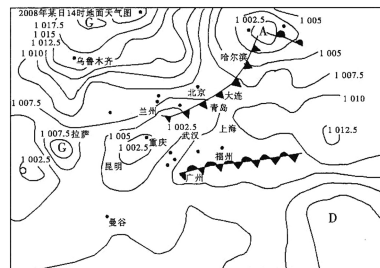 2008年某日14时地面天气图
G
1 017.5
1 015
1 012.5
1 010
乌鲁木齐
1 002.5
1 005
A
哈尔滨
1 005
1 007.5
1 010
北京
大连
兰州
青岛
1 007.5
1 002.5
1 007.5 拉萨
1 005
武汉
上海
1 012.5
重庆
1 002.5
G
1 002.5
昆明
福州
广州
D
曼谷